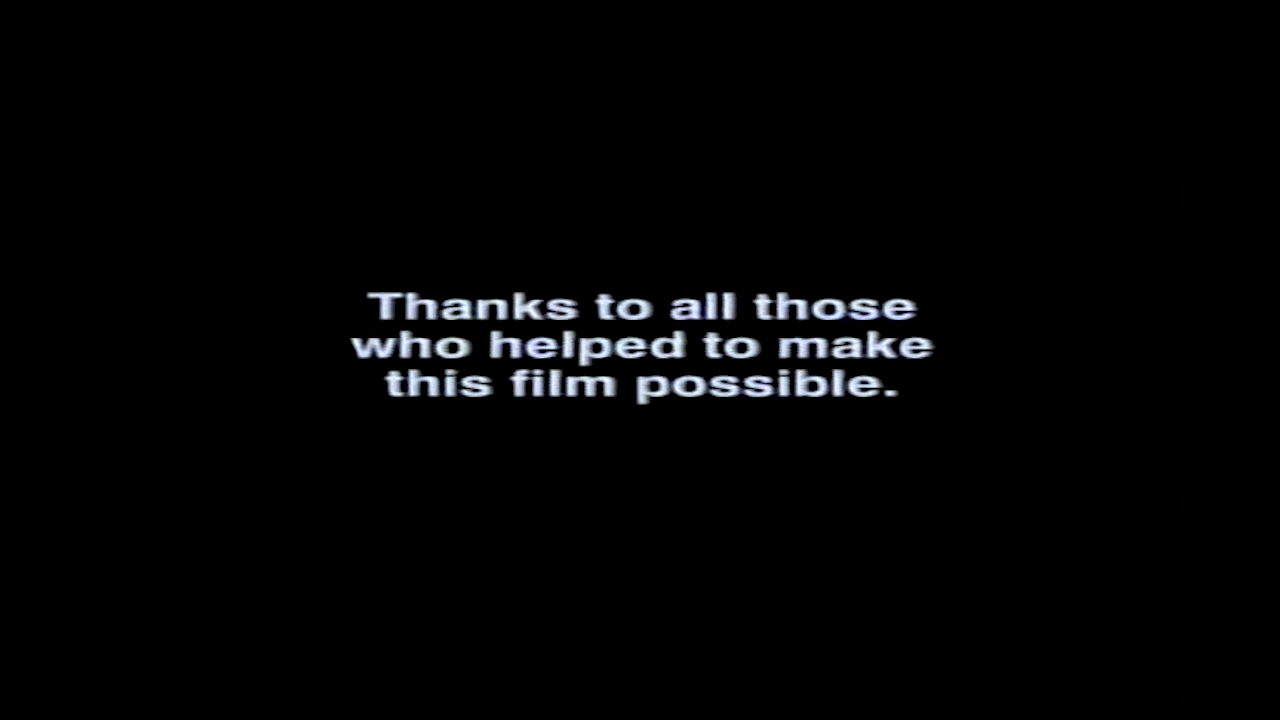 Thanks to all those
who helped to make
this film possible.